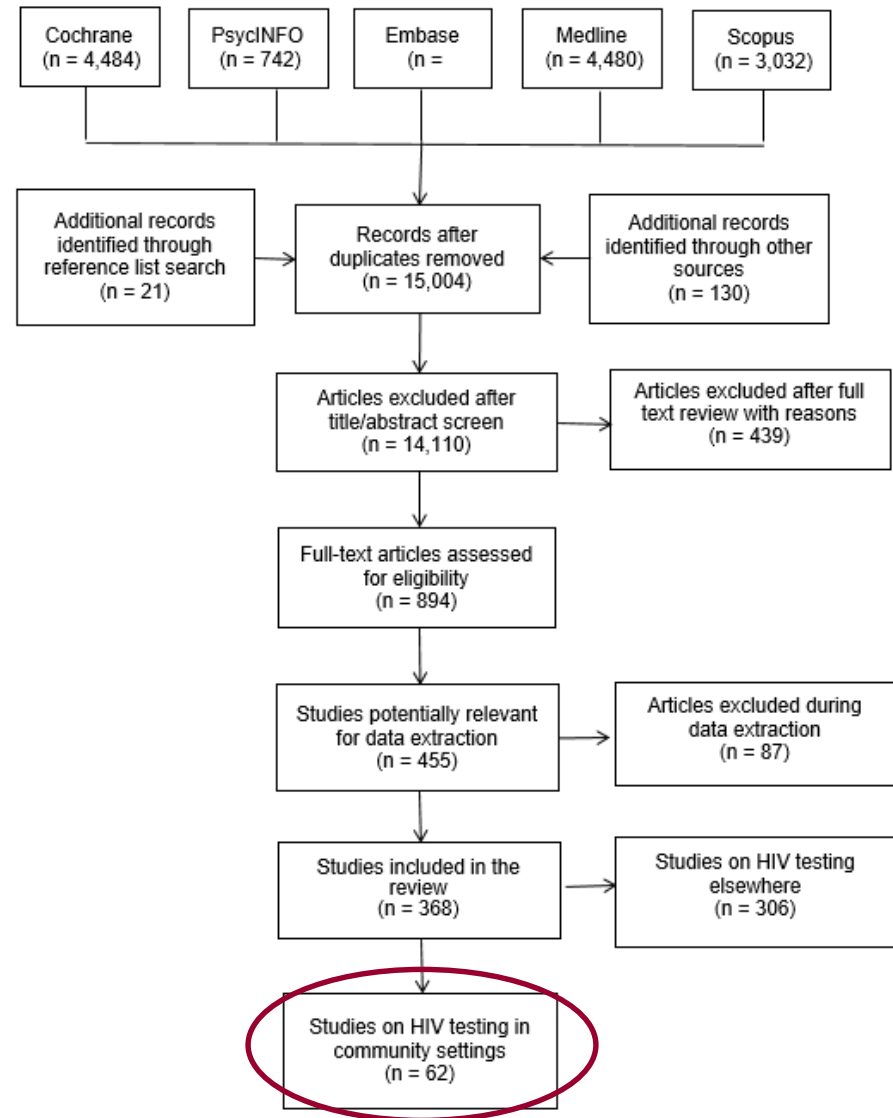 Cochrane
(n = 4,484)
PsycINFO
(n = 742)
Embase
(n =
Medline
(n = 4,480)
Scopus
(n = 3,032)
Additional records
identified through
reference list search
(n = 21)
Records after
duplicates removed
(n = 15,004)
Additional records
identified through other
sources
(n = 130)
Articles excluded after
title/abstract screen
(n = 14,110)
Articles excluded after full
text review with reasons
(n = 439)
Full-text articles assessed
for eligibility
(n = 894)
Studies potentially relevant
for data extraction
(n = 455)
Articles excluded during
data extraction
(n = 87)
Studies included in the
review
(n = 368)
Studies on HIV testing
elsewhere
(n = 306)
Studies on HIV testing in
community settings
(n = 62)